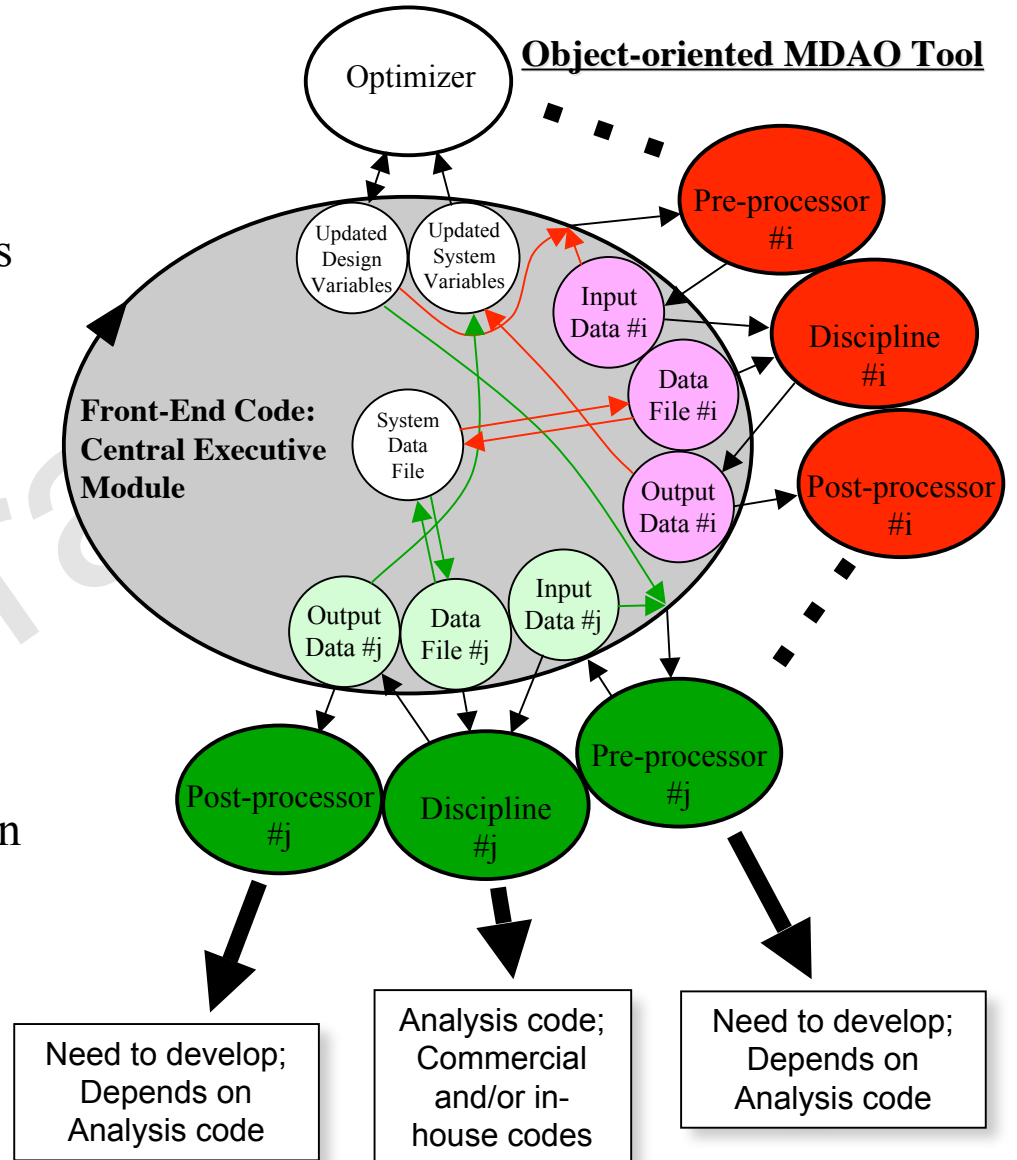 Object-oriented MDAO Tool
Optimizer
Pre-processor
#i
Updated
Design
Variables
Updated
System
Variables
s
Input
Data #i
Discipline
#i
Data
File #i
Front-End Code:
Central Executive
Module
System
Data
File
Output
Data #i
Post-processor
#i
Output
Data #j
Data
File #j
Input
Data #j
Pre-processor
#j
Post-processor
#j
Discipline
#j
n
Need to develop;
Depends on
Analysis code
Analysis code;
Commercial
and/or in-
house codes
Need to develop;
Depends on
Analysis code